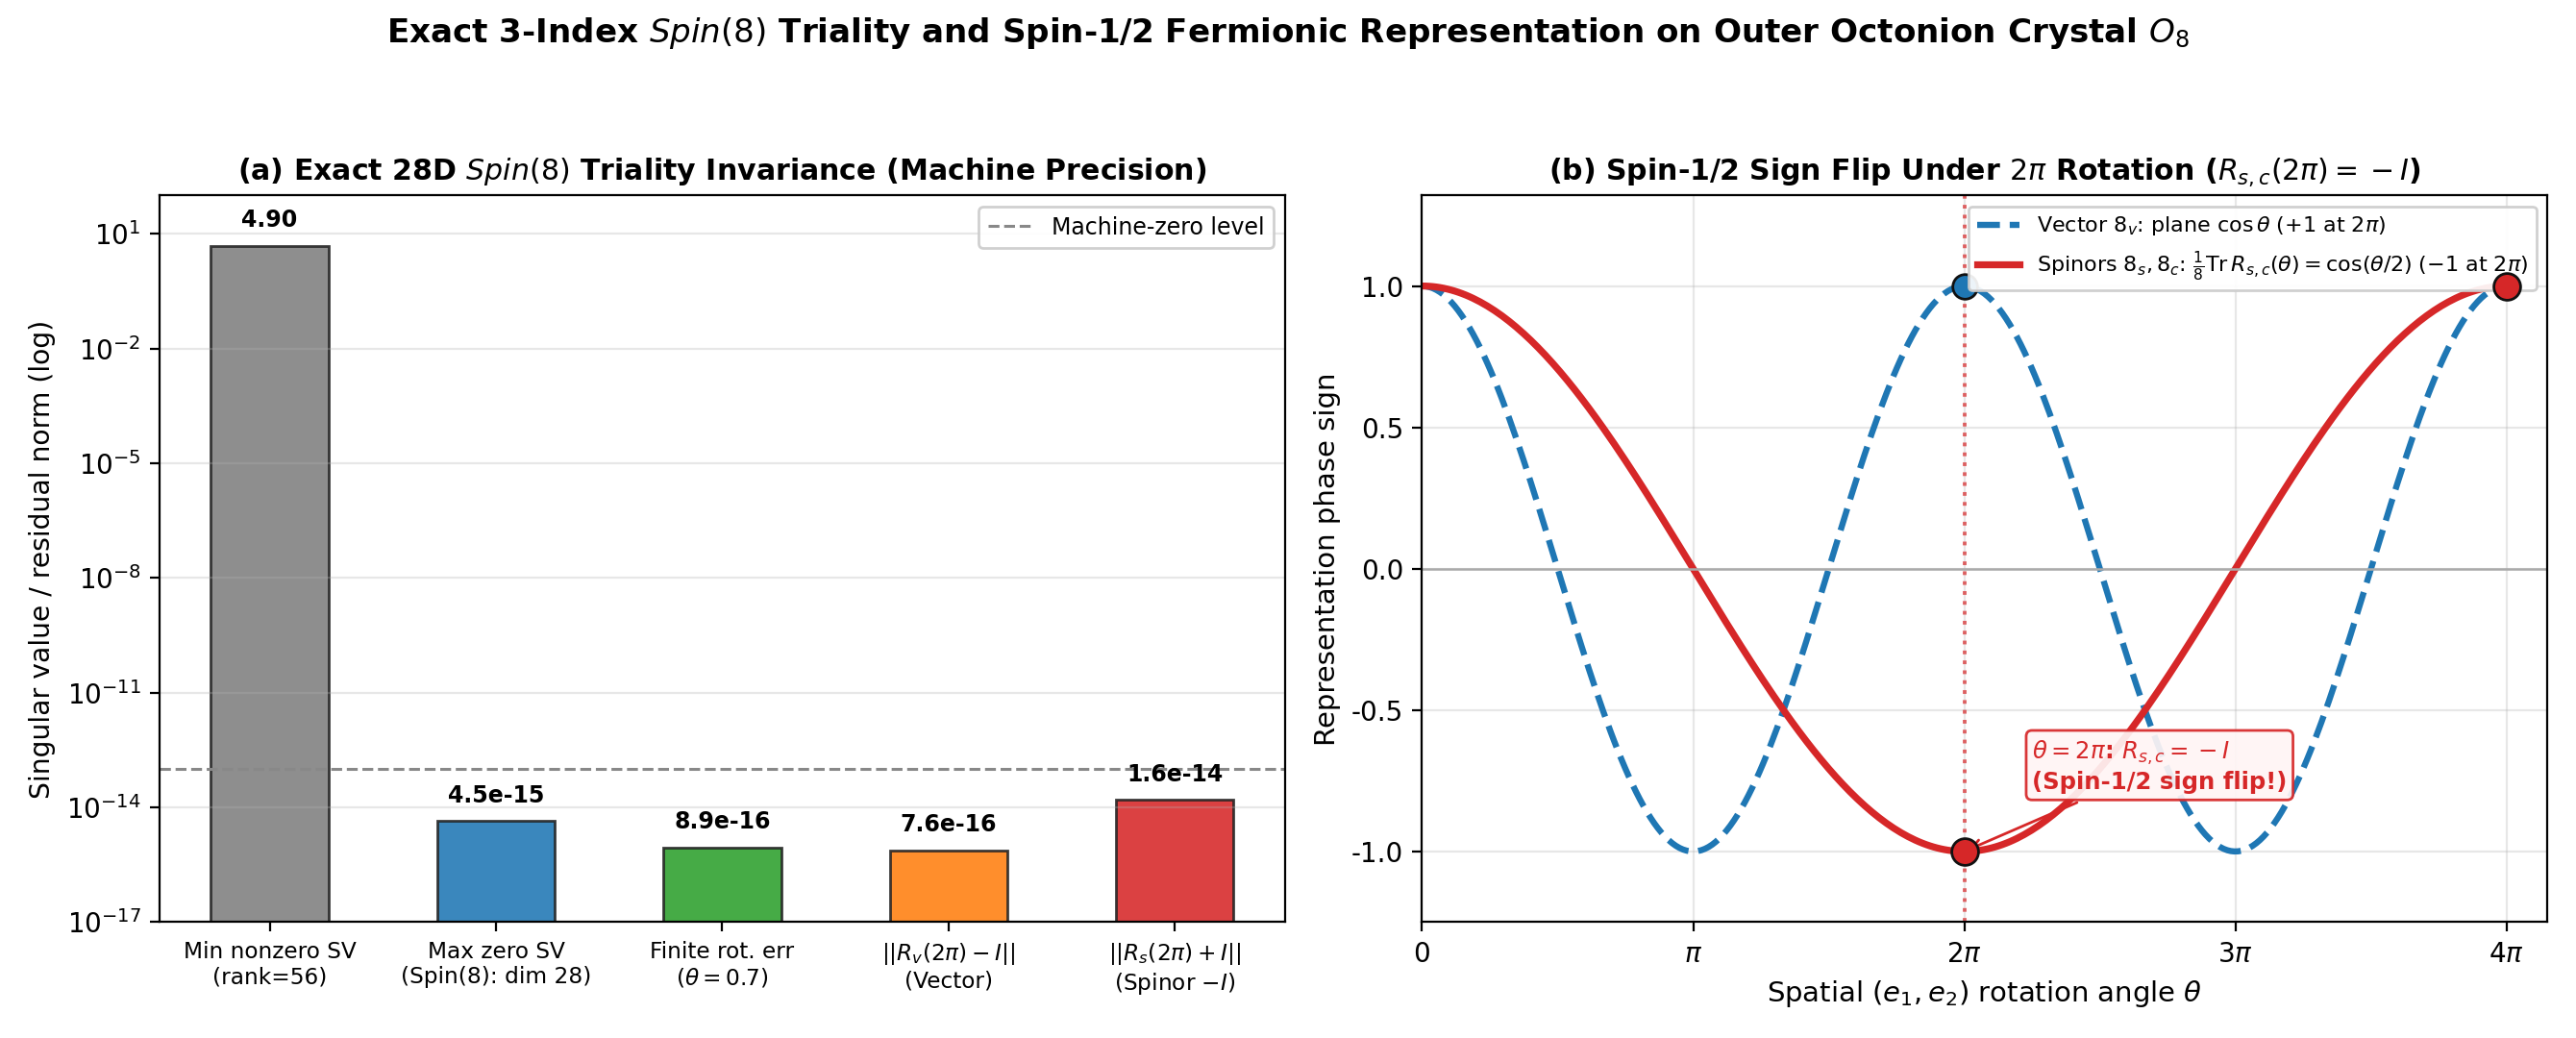 Exact 3-Index Spin(8) Triality and Spin-1/2 Fermionic Representation on Outer Octonion Crystal O₈
(a) Exact 28D Spin(8) Triality Invariance (Machine Precision)
Singular value / residual norm (log)
10¹
10⁻²
10⁻⁵
10⁻⁸
10⁻¹¹
10⁻¹⁴
10⁻¹⁷
Machine-zero level
4.90
4.5e-15
8.9e-16
7.6e-16
1.6e-14
Min nonzero SV
(rank=56)
Max zero SV
(Spin(8): dim 28)
Finite rot. err
(θ = 0.7)
||Rᵥ(2π) − I||
(Vector)
||Rₛ(2π) + I||
(Spinor −I)
(b) Spin-1/2 Sign Flip Under 2π Rotation (R_{s,c}(2π) = − I)
Representation phase sign
1.0
0.5
0.0
-0.5
-1.0
Vector 8ᵥ: plane cos θ (+1 at 2π)
Spinors 8_s, 8_c: 1/8 Tr R_{s,c}(θ) = cos(θ/2) (−1 at 2π)
θ = 2π: R_{s,c} = − I
(Spin-1/2 sign flip!)
0
π
2π
3π
4π
Spatial (e₁, e₂) rotation angle θ